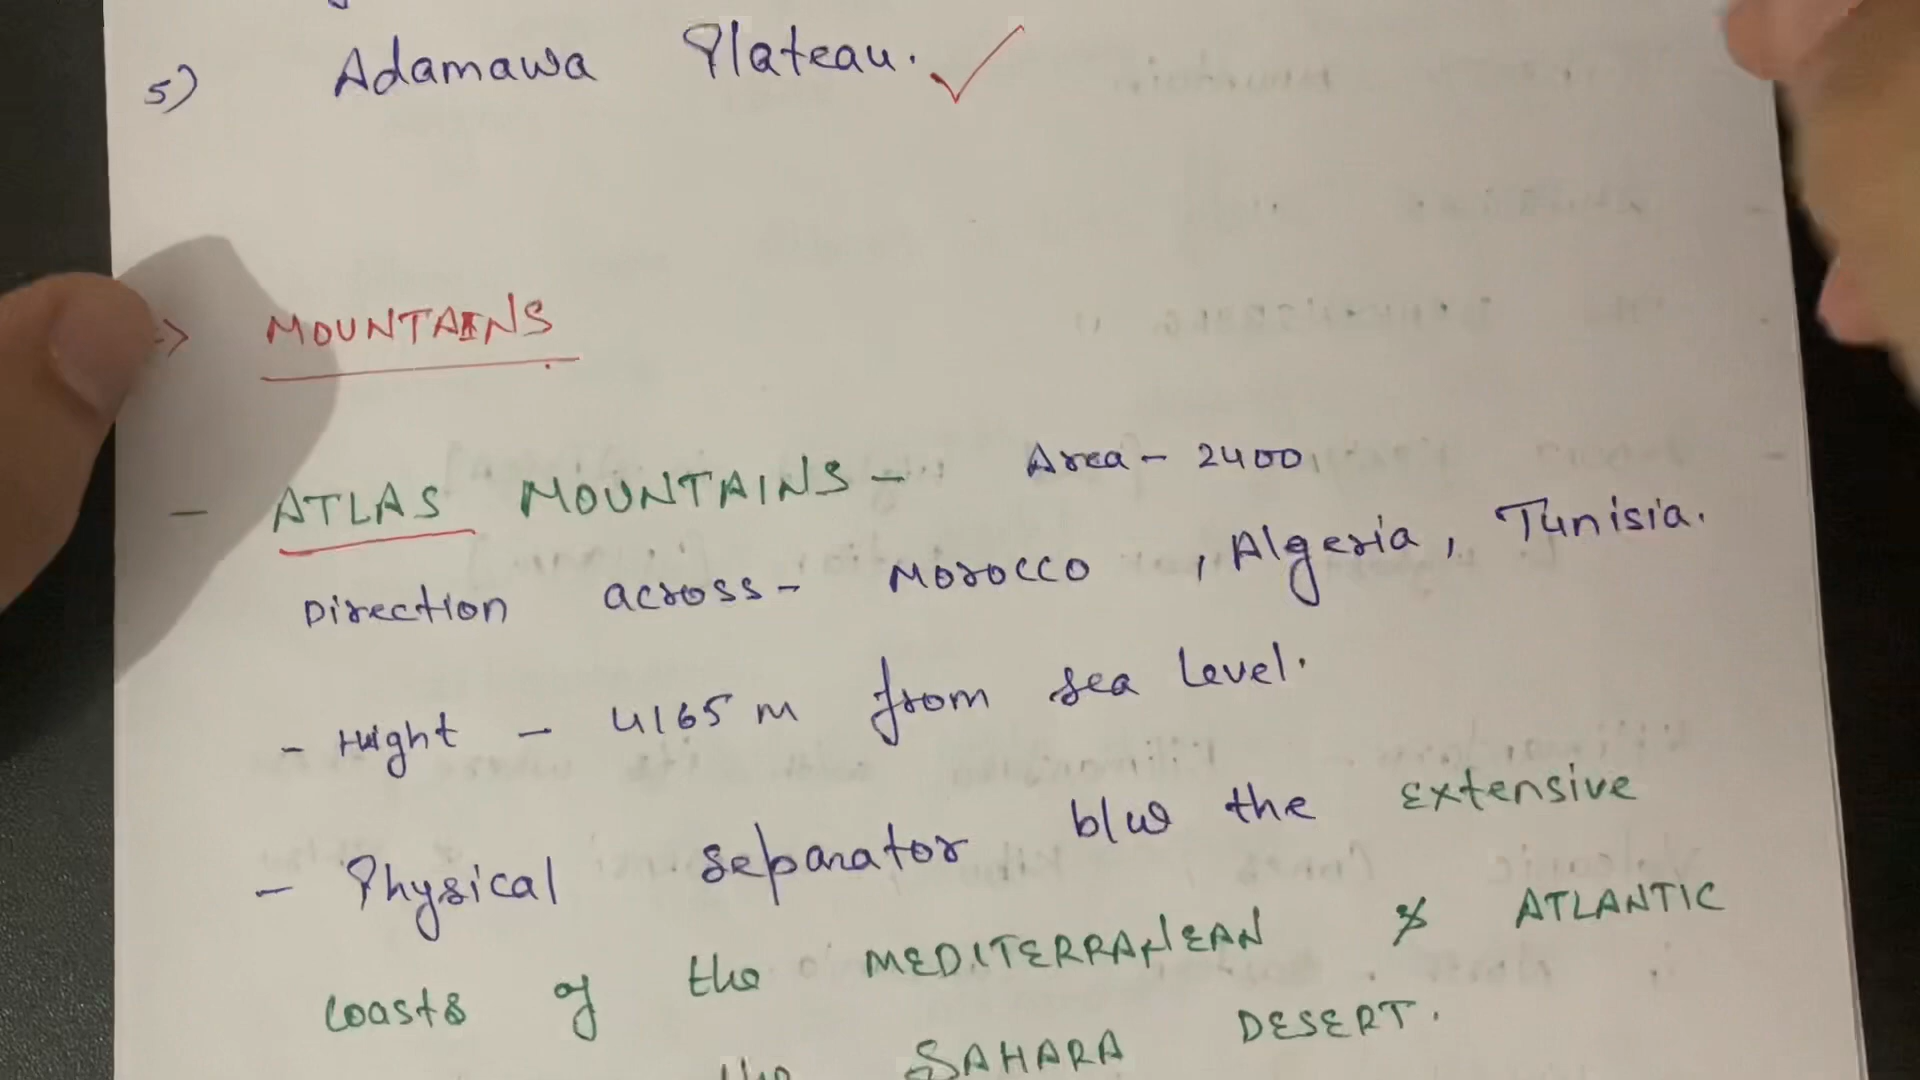 5) Adamawa Plateau.
=> MOUNTAINS
- ATLAS MOUNTAINS - Area - 2400,
Direction across - Morocco , Algeria , Tunisia.
- Hight - 4165 m from sea level.
- Physical separator b/w the extensive
coasts of the MEDITERRANEAN & ATLANTIC
the SAHARA DESERT.